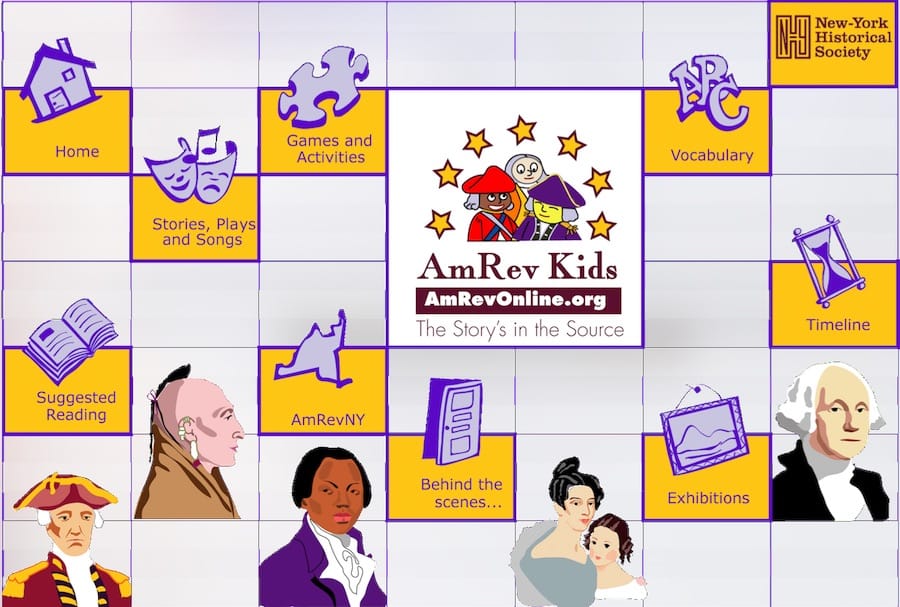 New-York
Historical
Society
Home
Games and
Activities
ABC
Vocabulary
Stories, Plays
and Songs
AmRev Kids
AmRevOnline.org
The Story's in the Source
Timeline
Suggested
Reading
AmRevNY
Behind the
scenes...
Exhibitions